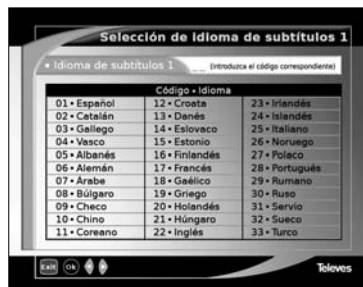 Selección de idioma de subtítulos 1
• Idioma de subtítulos 1 _ _ (introduzca el código correspondiente)
Código • Idioma
01 • Español 12 • Croata 23 • Irlandés
02 • Catalán 13 • Danés 24 • Islandés
03 • Gallego 14 • Eslovaco 25 • Italiano
04 • Vasco 15 • Estonio 26 • Noruego
05 • Albanés 16 • Finlandés 27 • Polaco
06 • Alemán 17 • Francés 28 • Portugués
07 • Árabe 18 • Gaélico 29 • Rumano
08 • Búlgaro 19 • Griego 30 • Ruso
09 • Checo 20 • Holandés 31 • Servio
10 • Chino 21 • Húngaro 32 • Sueco
11 • Coreano 22 • Inglés 33 • Turco
Exit Ok Televes